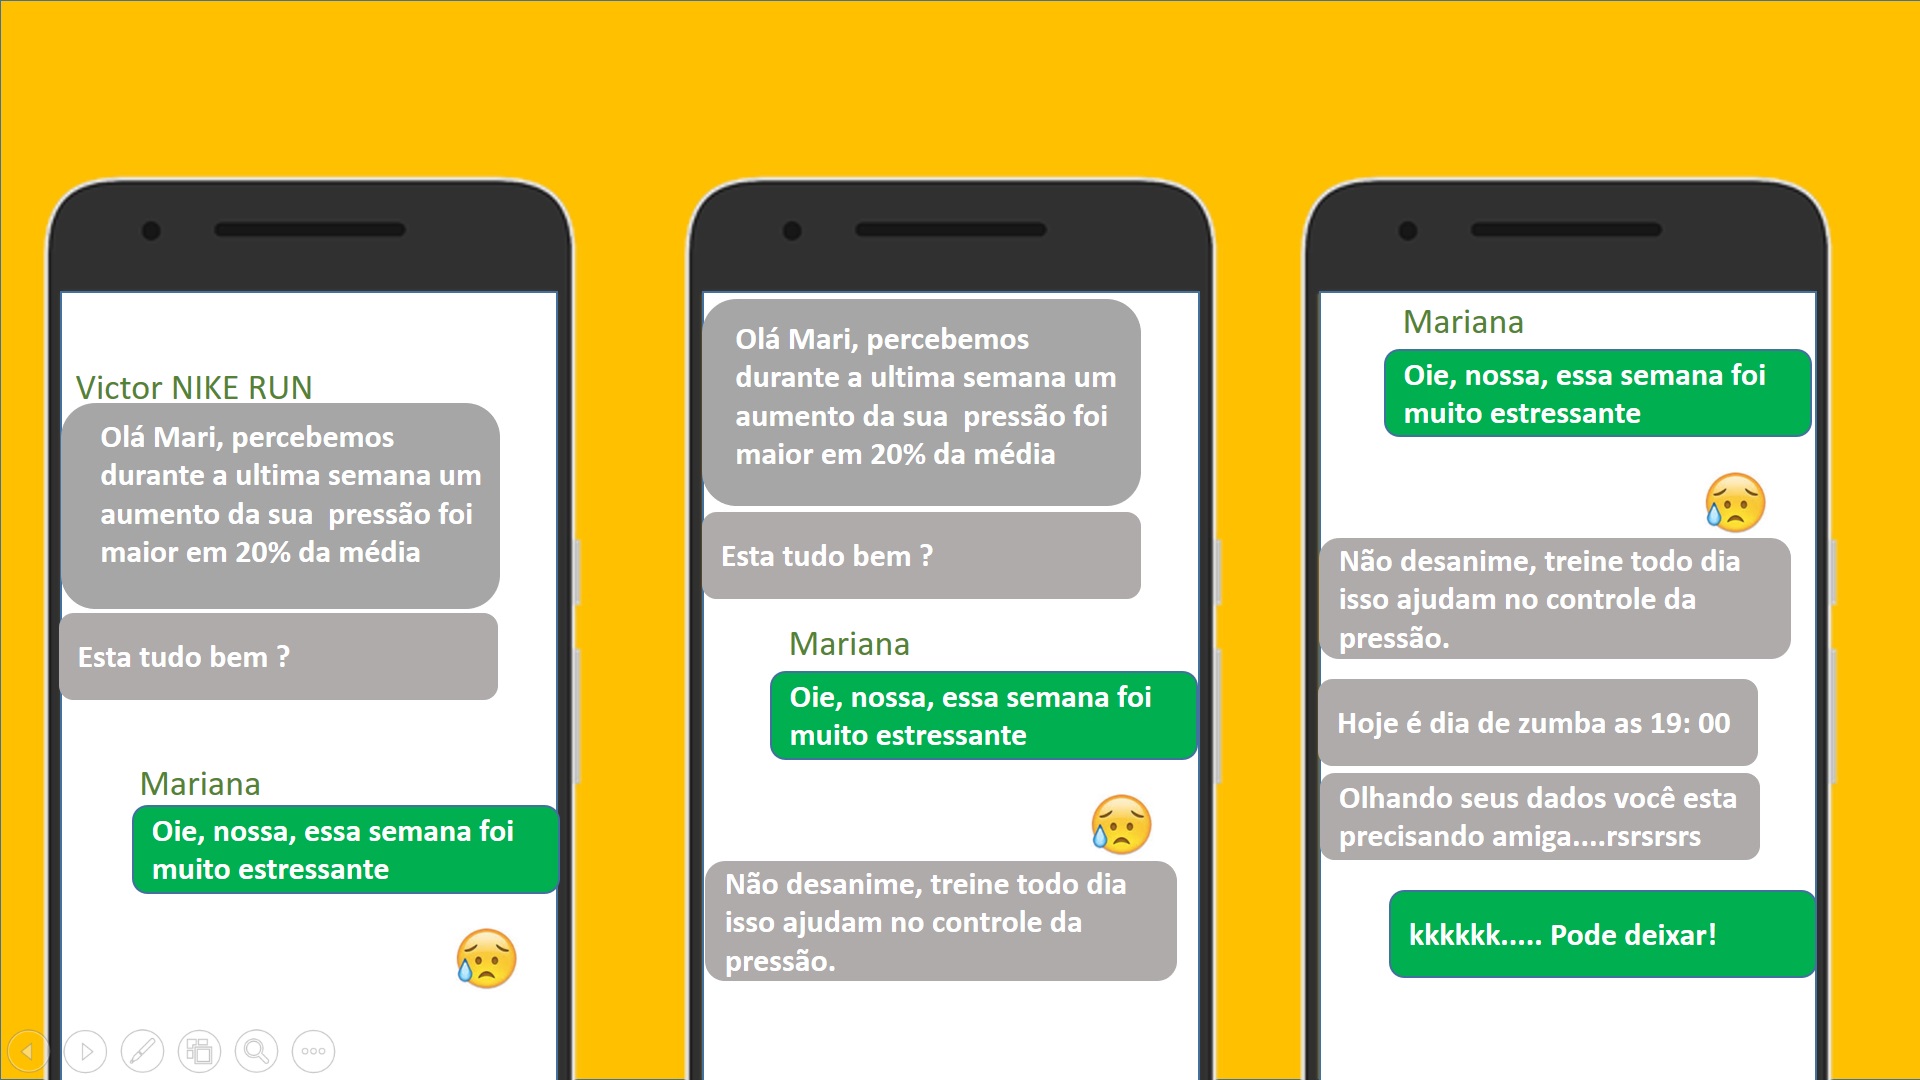 Victor NIKE RUN
Olá Mari, percebemos
durante a ultima semana um
aumento da sua  pressão foi
maior em 20% da média
Esta tudo bem ?
Mariana
Oie, nossa, essa semana foi
muito estressante
Olá Mari, percebemos
durante a ultima semana um
aumento da sua  pressão foi
maior em 20% da média
Esta tudo bem ?
Mariana
Oie, nossa, essa semana foi
muito estressante
Não desanime, treine todo dia
isso ajudam no controle da
pressão.
Mariana
Oie, nossa, essa semana foi
muito estressante
Não desanime, treine todo dia
isso ajudam no controle da
pressão.
Hoje é dia de zumba as 19: 00
Olhando seus dados você esta
precisando amiga....rsrsrsrs
kkkkkk..... Pode deixar!